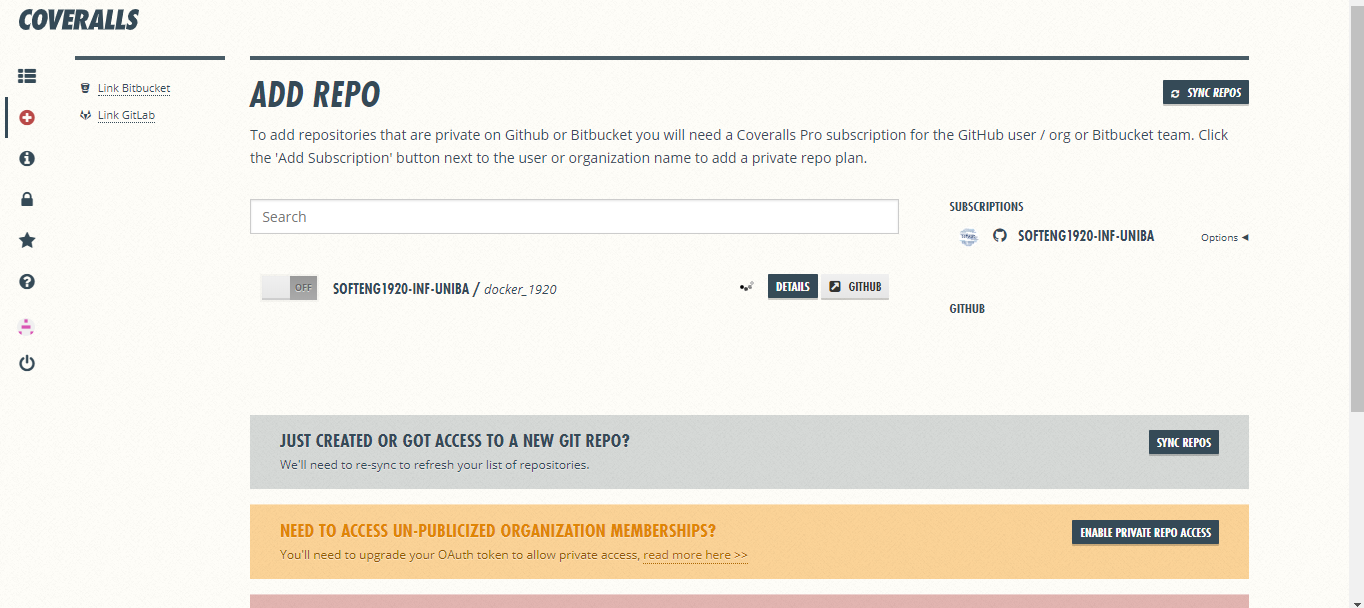 COVERALLS
Link Bitbucket
Link GitLab
ADD REPO
SYNC REPOS
To add repositories that are private on Github or Bitbucket you will need a Coveralls Pro subscription for the GitHub user / org or Bitbucket team. Click
the 'Add Subscription' button next to the user or organization name to add a private repo plan.
Search
SUBSCRIPTIONS
SOFTENG1920-INF-UNIBA
Options ◀
OFF
SOFTENG1920-INF-UNIBA / docker_1920
DETAILS
GITHUB
GITHUB
JUST CREATED OR GOT ACCESS TO A NEW GIT REPO?
We'll need to re-sync to refresh your list of repositories.
SYNC REPOS
NEED TO ACCESS UN-PUBLICIZED ORGANIZATION MEMBERSHIPS?
You'll need to upgrade your OAuth token to allow private access, read more here >>
ENABLE PRIVATE REPO ACCESS